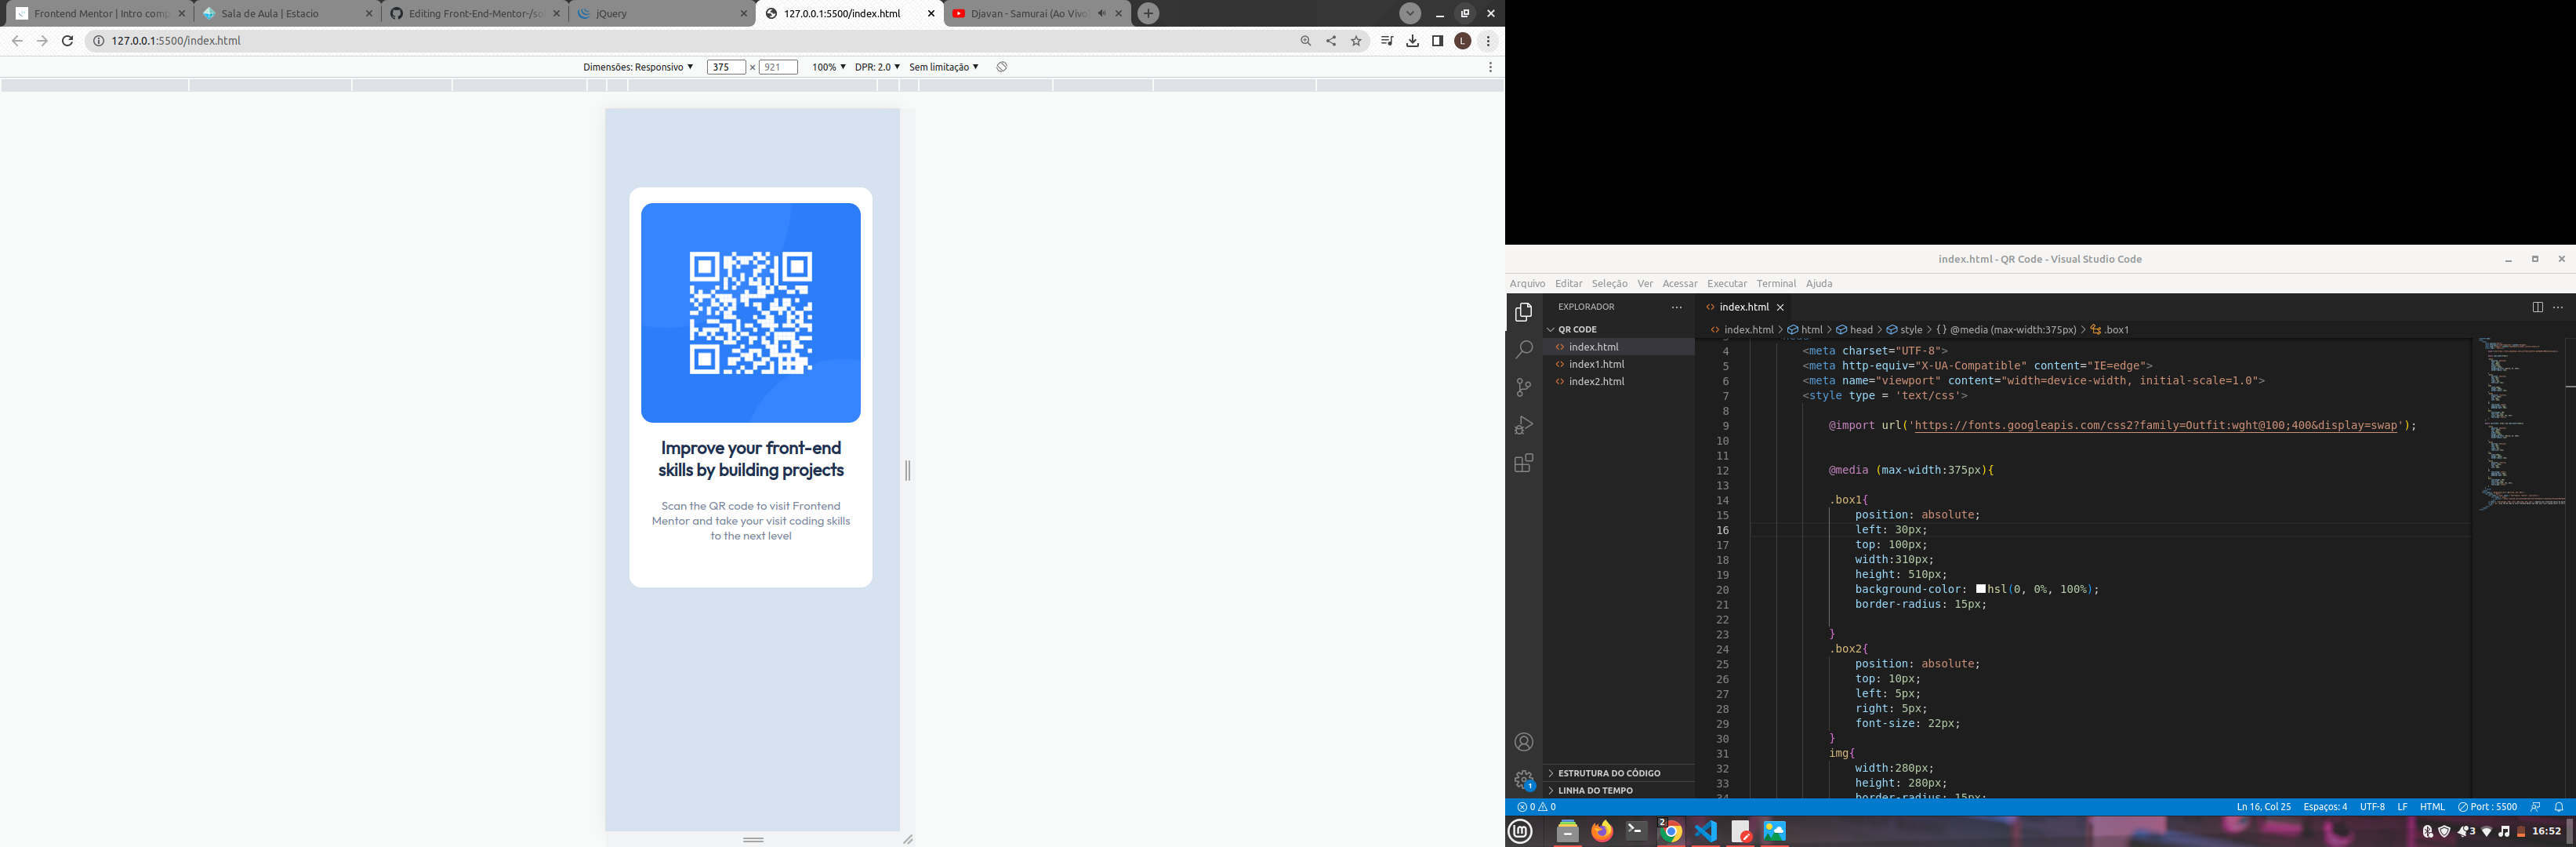 Frontend Mentor | Intro comp
Sala de Aula | Estacio
Editing Front-End-Mentor-/so
jQuery
127.0.0.1:5500/index.html
Djavan - Samurai (Ao Vivo
127.0.0.1:5500/index.html
L
Dimensões: Responsivo ▼ 375 × 921 100% ▼ DPR: 2.0 ▼ Sem limitação ▼
Improve your front-end
skills by building projects
Scan the QR code to visit Frontend
Mentor and take your visit coding skills
to the next level
index.html - QR Code - Visual Studio Code
Arquivo Editar Seleção Ver Acessar Executar Terminal Ajuda
EXPLORADOR
QR CODE
index.html
index1.html
index2.html
ESTRUTURA DO CÓDIGO
LINHA DO TEMPO
1
index.html
index.html > html > head > style > {} @media (max-width:375px) > .box1
4 <meta charset="UTF-8">
5 <meta http-equiv="X-UA-Compatible" content="IE=edge">
6 <meta name="viewport" content="width=device-width, initial-scale=1.0">
7 <style type = 'text/css'>
8
9 @import url('https://fonts.googleapis.com/css2?family=Outfit:wght@100;400&display=swap');
10
11
12 @media (max-width:375px){
13
14 .box1{
15 position: absolute;
16 left: 30px;
17 top: 100px;
18 width:310px;
19 height: 510px;
20 background-color: hsl(0, 0%, 100%);
21 border-radius: 15px;
22
23 }
24 .box2{
25 position: absolute;
26 top: 10px;
27 left: 5px;
28 right: 5px;
29 font-size: 22px;
30 }
31 img{
32 width:280px;
33 height: 280px;
34 border-radius: 15px;
0 0
Ln 16, Col 25 Espaços: 4 UTF-8 LF HTML Port : 5500
2
3
16:52